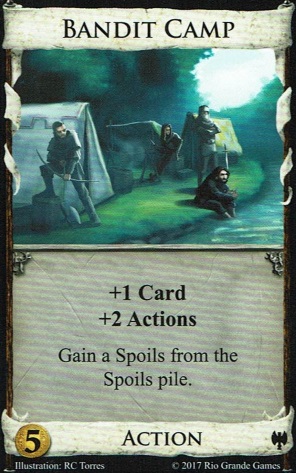 BANDIT CAMP
+1 Card
+2 Actions
Gain a Spoils from the
Spoils pile.
5
ACTION
Illustration: RC Torres
© 2017 Rio Grande Games